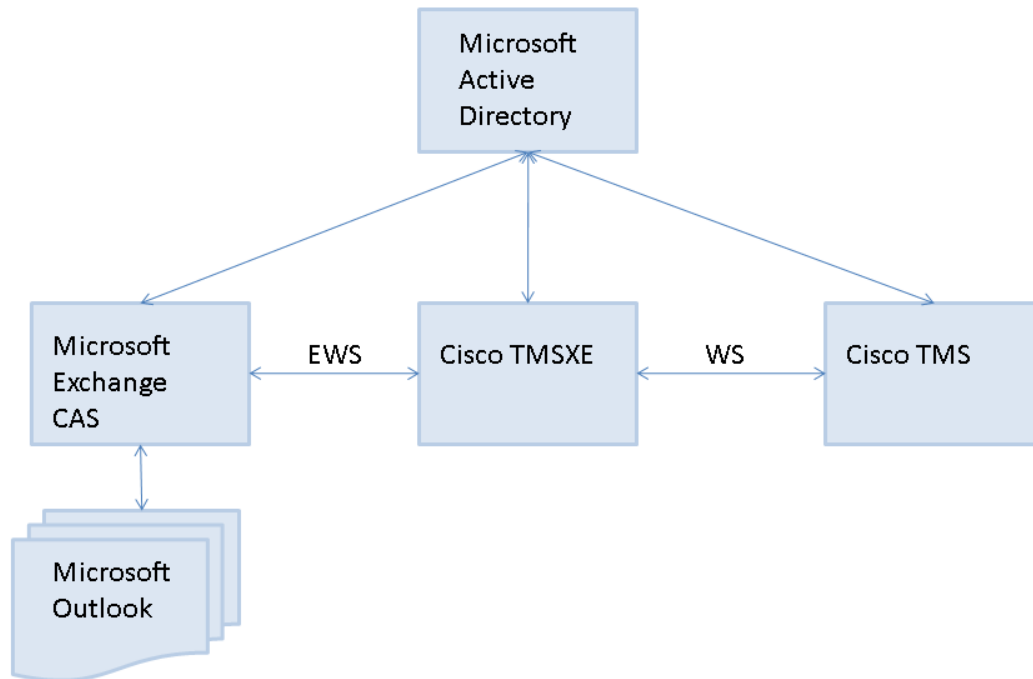 Microsoft
Active
Directory
Microsoft
Exchange
CAS
EWS
Cisco TMSXE
WS
Cisco TMS
Microsoft
Outlook